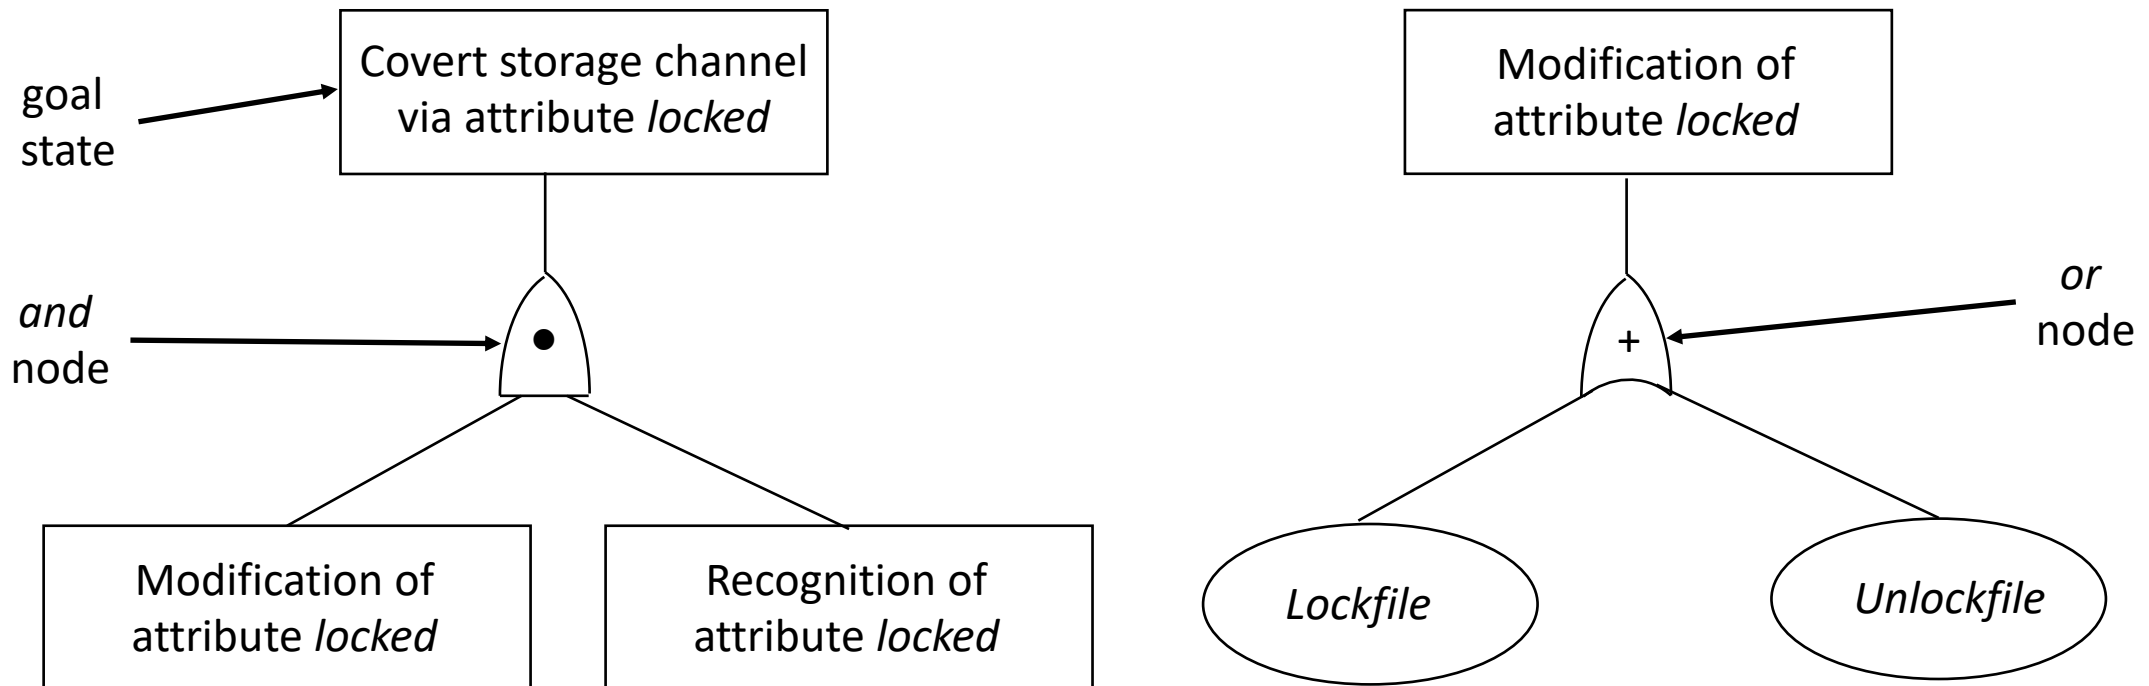 goal
state
Covert storage channel
via attribute locked
and
node
Modification of
attribute locked
Recognition of
attribute locked
Modification of
attribute locked
+
or
node
Lockfile
Unlockfile